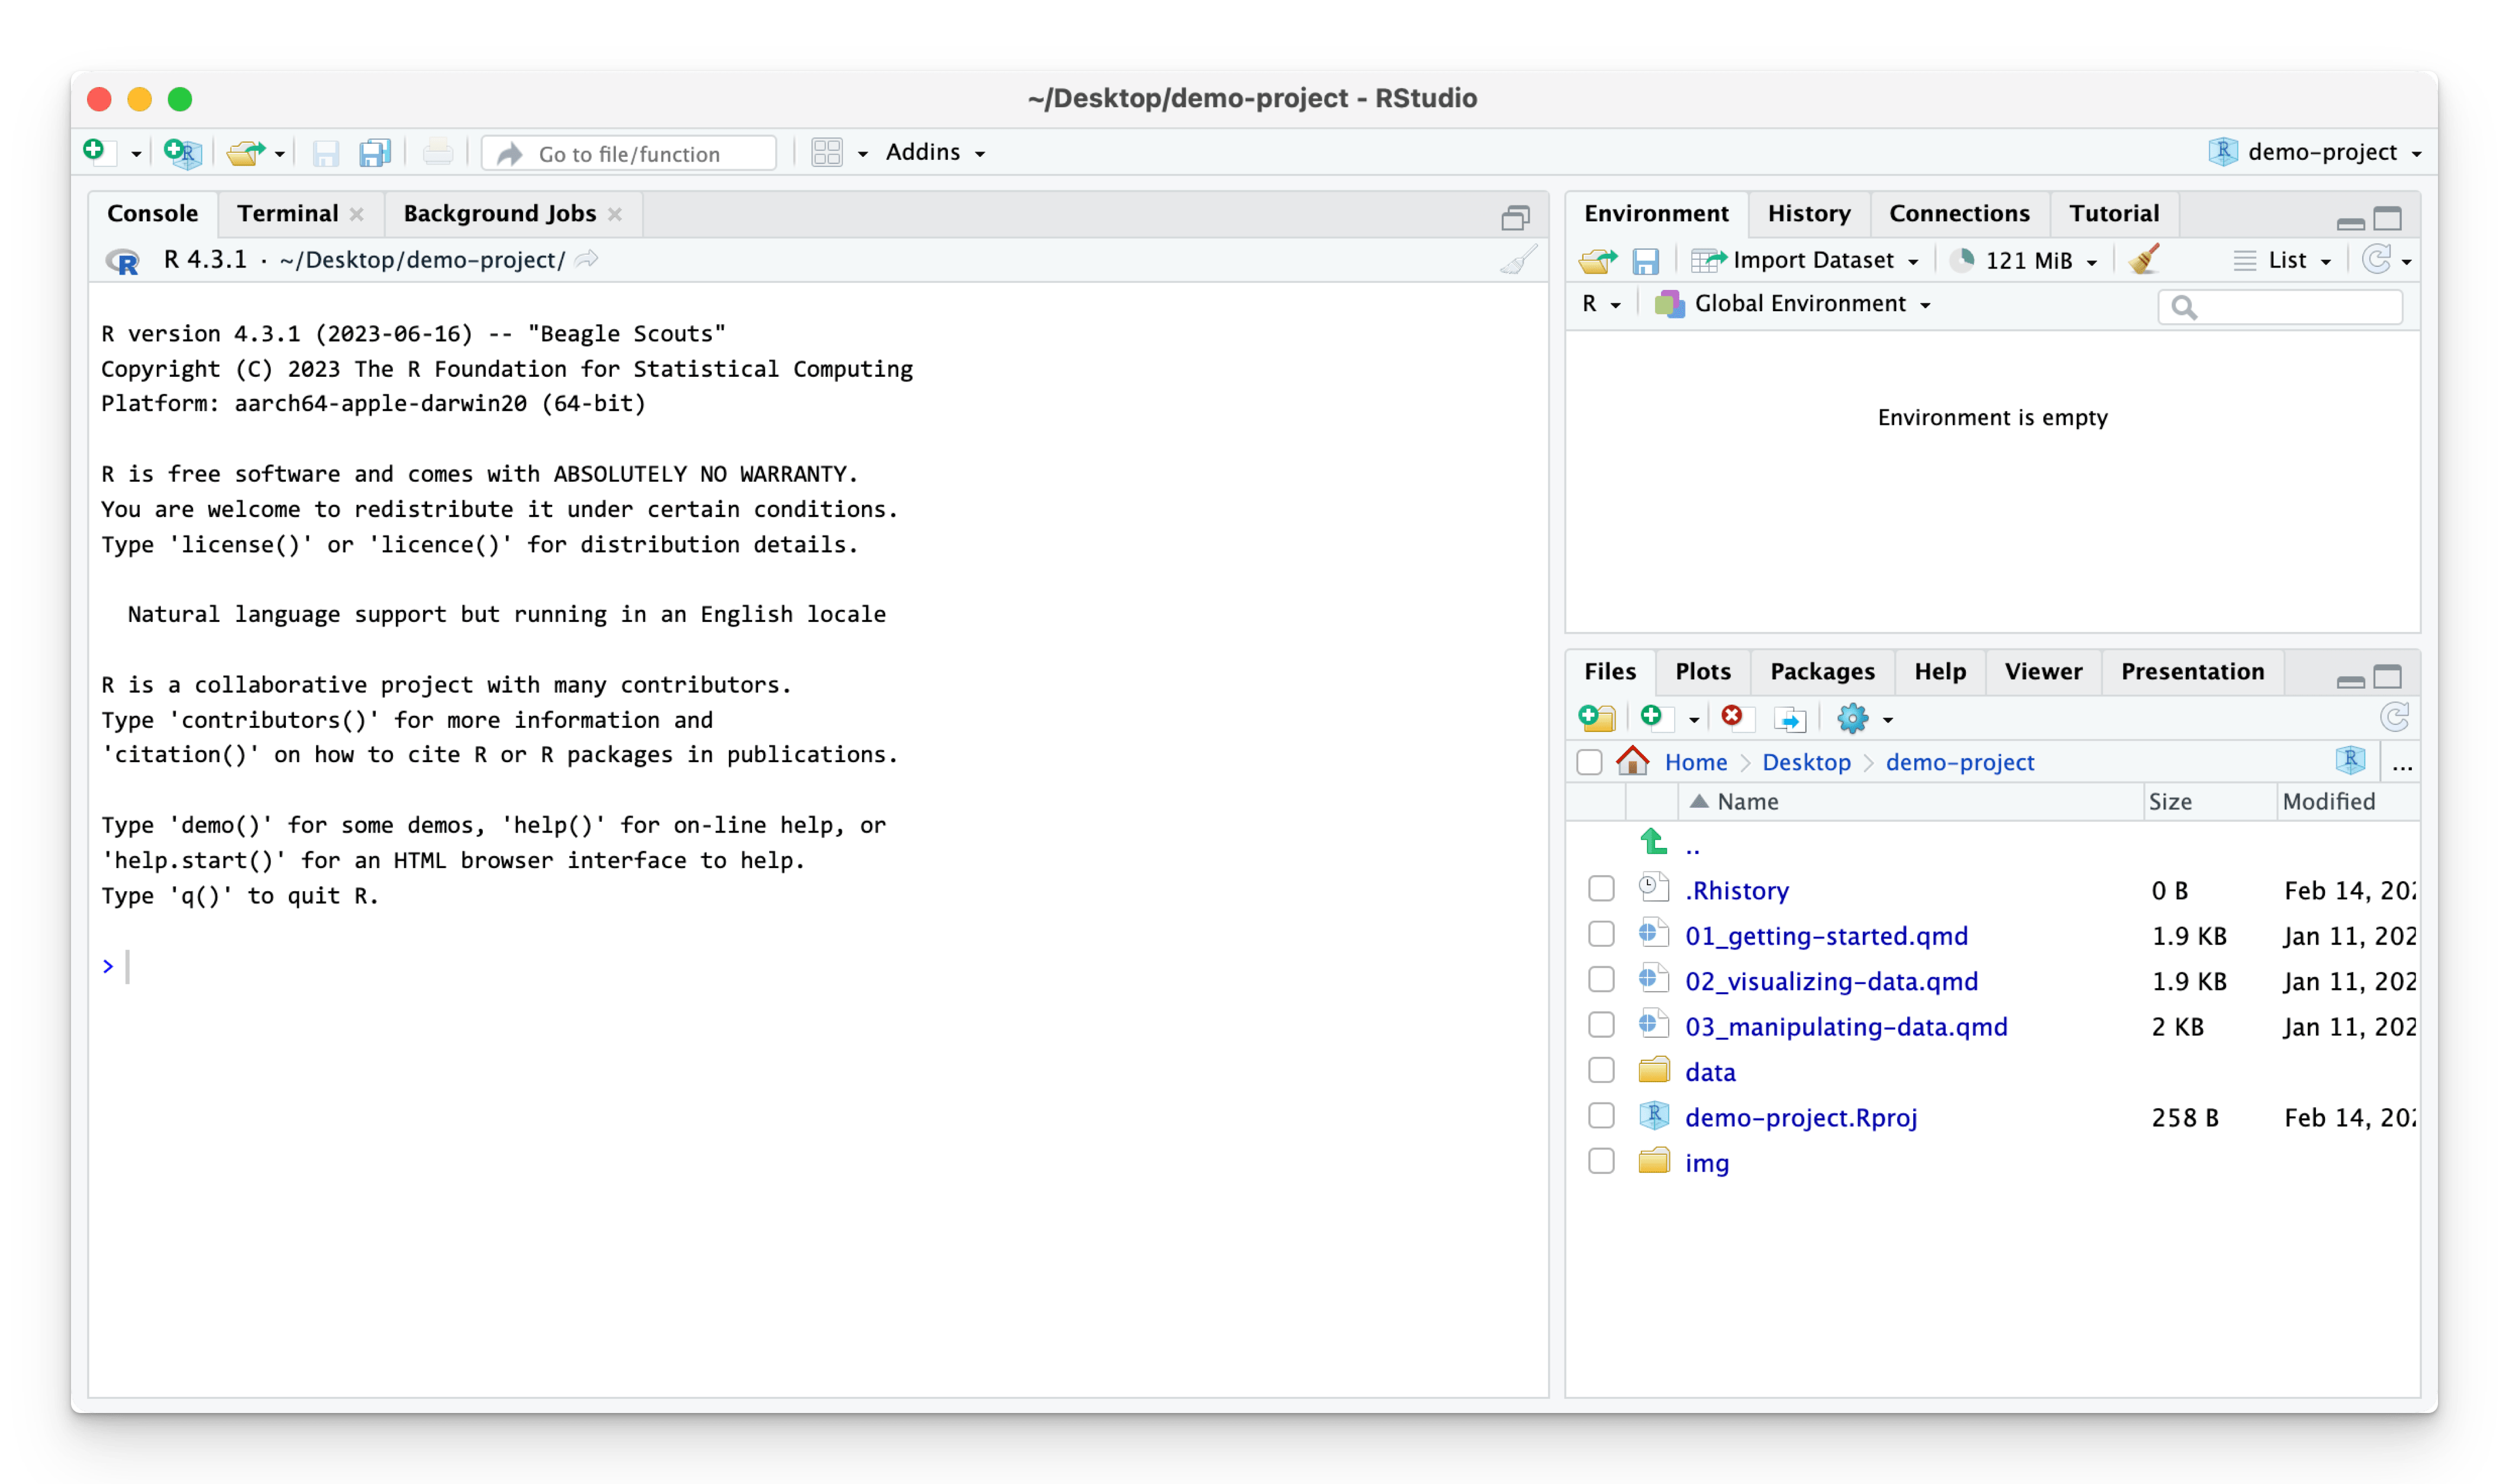 ~/Desktop/demo-project - RStudio
Go to file/function
Addins
demo-project
Console
Terminal
Background Jobs
R 4.3.1 · ~/Desktop/demo-project/
R version 4.3.1 (2023-06-16) -- "Beagle Scouts"
Copyright (C) 2023 The R Foundation for Statistical Computing
Platform: aarch64-apple-darwin20 (64-bit)
R is free software and comes with ABSOLUTELY NO WARRANTY.
You are welcome to redistribute it under certain conditions.
Type 'license()' or 'licence()' for distribution details.
Natural language support but running in an English locale
R is a collaborative project with many contributors.
Type 'contributors()' for more information and
'citation()' on how to cite R or R packages in publications.
Type 'demo()' for some demos, 'help()' for on-line help, or
'help.start()' for an HTML browser interface to help.
Type 'q()' to quit R.
>
Environment
History
Connections
Tutorial
Import Dataset
121 MiB
List
R
Global Environment
Environment is empty
Files
Plots
Packages
Help
Viewer
Presentation
Home > Desktop > demo-project
...
Name Size Modified
..
.Rhistory 0 B Feb 14, 202
01_getting-started.qmd 1.9 KB Jan 11, 202
02_visualizing-data.qmd 1.9 KB Jan 11, 202
03_manipulating-data.qmd 2 KB Jan 11, 202
data
demo-project.Rproj 258 B Feb 14, 202
img